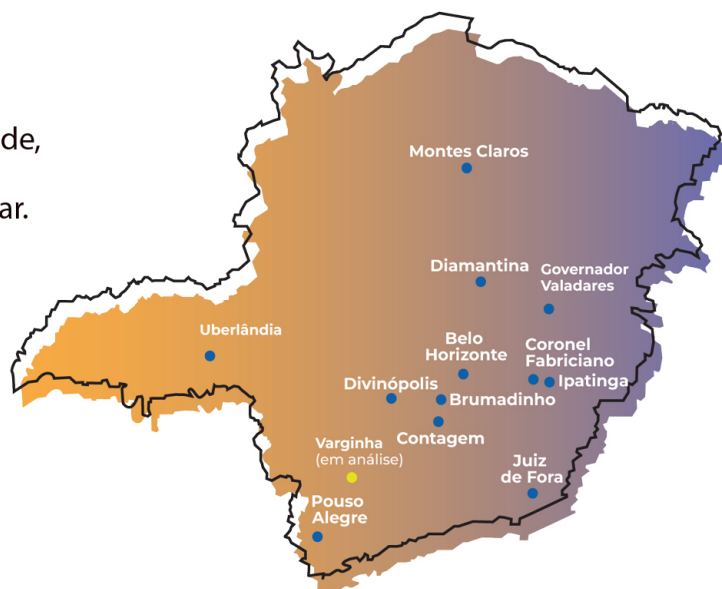 de,
ar.
Montes Claros
Diamantina
Governador
Valadares
Uberlândia
Belo
Horizonte
Coronel
Fabriciano
Ipatinga
Divinópolis
Brumadinho
Contagem
Varginha
(em análise)
Juiz
de Fora
Pouso
Alegre